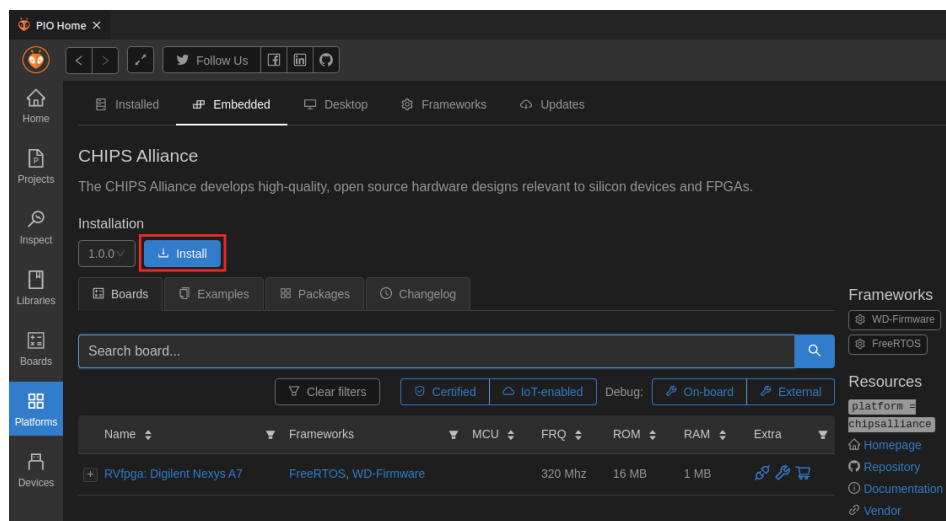 PIO Home ×
Follow Us
Home
Projects
Inspect
Libraries
Boards
Platforms
Devices
Installed Embedded Desktop Frameworks Updates
CHIPS Alliance
The CHIPS Alliance develops high-quality, open source hardware designs relevant to silicon devices and FPGAs.
Installation
1.0.0 Install
Boards Examples Packages Changelog
Search board...
Clear filters Certified IoT-enabled Debug: On-board External
Name Frameworks MCU FRQ ROM RAM Extra
RVfpga: Digilent Nexys A7 FreeRTOS, WD-Firmware 320 Mhz 16 MB 1 MB
Frameworks
WD-Firmware
FreeRTOS
Resources
platform =
chipsalliance
Homepage
Repository
Documentation
Vendor